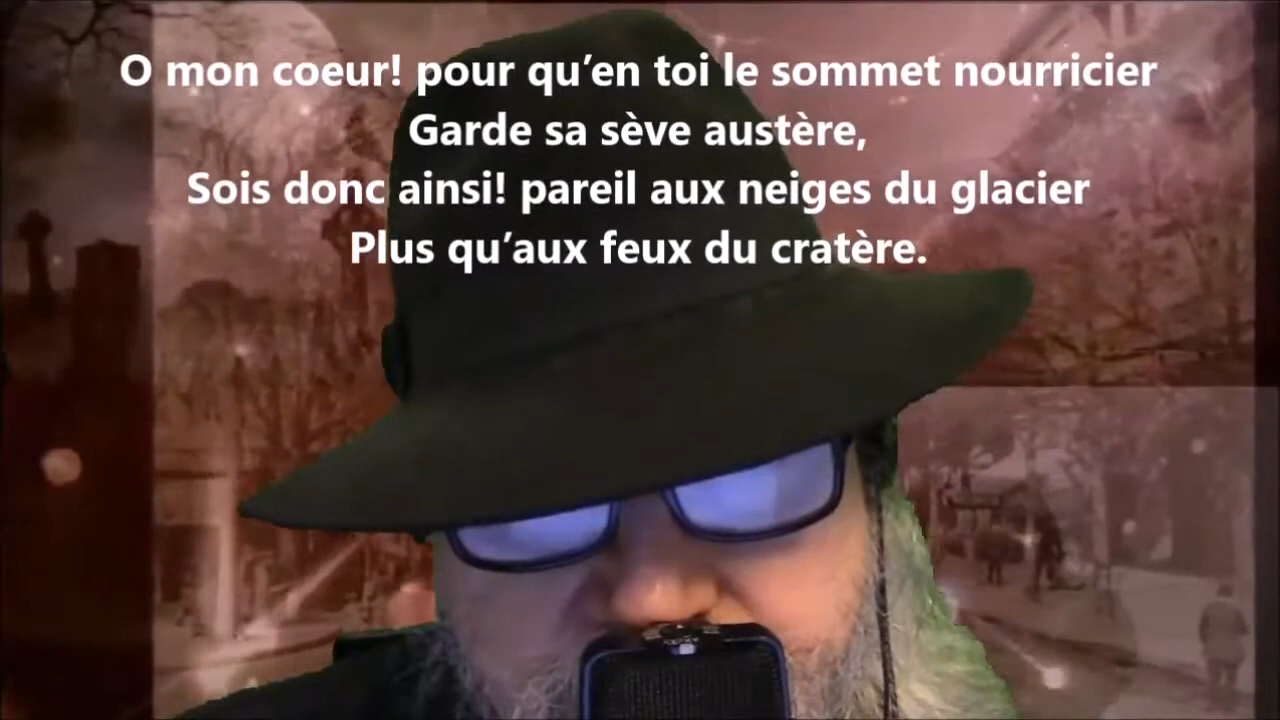 O mon coeur! pour qu’en toi le sommet nourricier
Garde sa sève austère,
Sois donc ainsi! pareil aux neiges du glacier
Plus qu’aux feux du cratère.